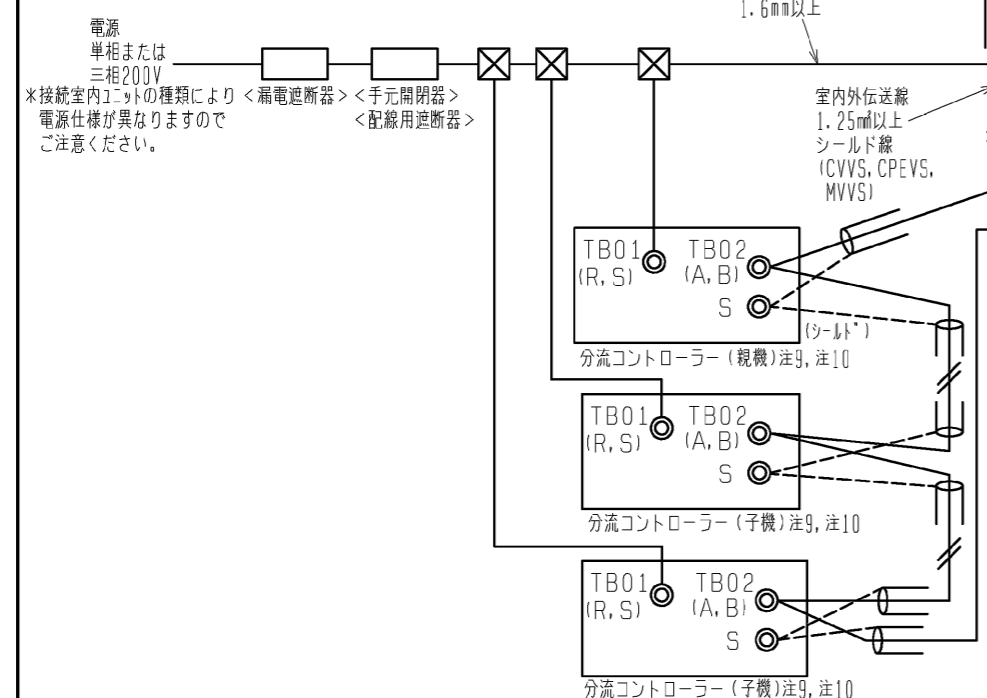 1.6mm以上
電源
単相または
三相200V
*接続室内ユニットの種類により
電源仕様が異なりますので
ご注意ください。
<漏電遮断器>
<手元開閉器>
<配線用遮断器>
室内外伝送線
1.25㎟以上
シールド線
(CVVS, CPEVS,
MVVS)
TB01
(R, S)
TB02
(A, B)
S
(シールド)
分流コントローラー(親機)注9, 注10
TB01
(R, S)
TB02
(A, B)
S
分流コントローラー(子機)注9, 注10
TB01
(R, S)
TB02
(A, B)
S
分流コントローラー(子機)注9, 注10